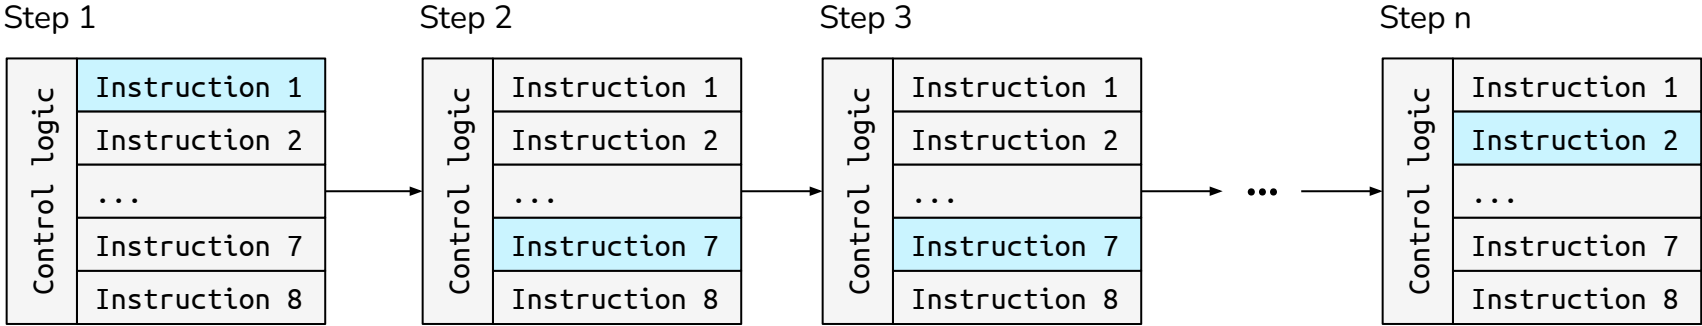 Step 1
Control logic
Instruction 1
Instruction 2
...
Instruction 7
Instruction 8
Step 2
Control logic
Instruction 1
Instruction 2
...
Instruction 7
Instruction 8
Step 3
Control logic
Instruction 1
Instruction 2
...
Instruction 7
Instruction 8
...
Step n
Control logic
Instruction 1
Instruction 2
...
Instruction 7
Instruction 8